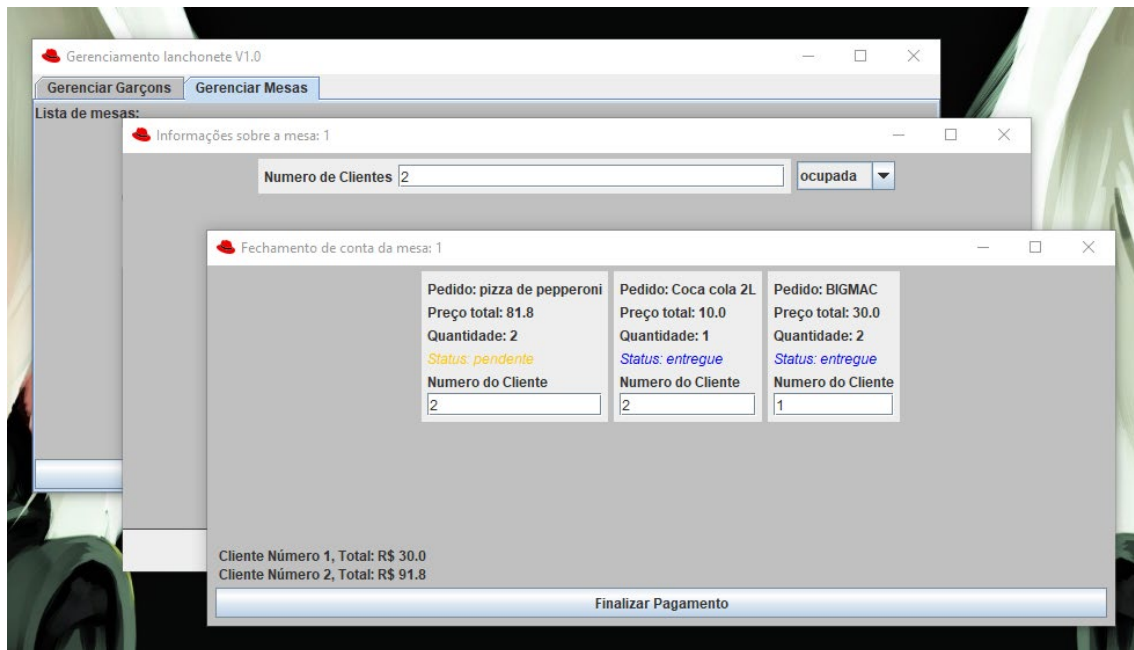 Gerenciamento lanchonete V1.0
Gerenciar Garçons Gerenciar Mesas
Lista de mesas:
Informações sobre a mesa: 1
Numero de Clientes 2 ocupada
Fechamento de conta da mesa: 1
Pedido: pizza de pepperoni
Preço total: 81.8
Quantidade: 2
Status: pendente
Numero do Cliente
2
Pedido: Coca cola 2L
Preço total: 10.0
Quantidade: 1
Status: entregue
Numero do Cliente
2
Pedido: BIGMAC
Preço total: 30.0
Quantidade: 2
Status: entregue
Numero do Cliente
1
Cliente Número 1, Total: R$ 30.0
Cliente Número 2, Total: R$ 91.8
Finalizar Pagamento